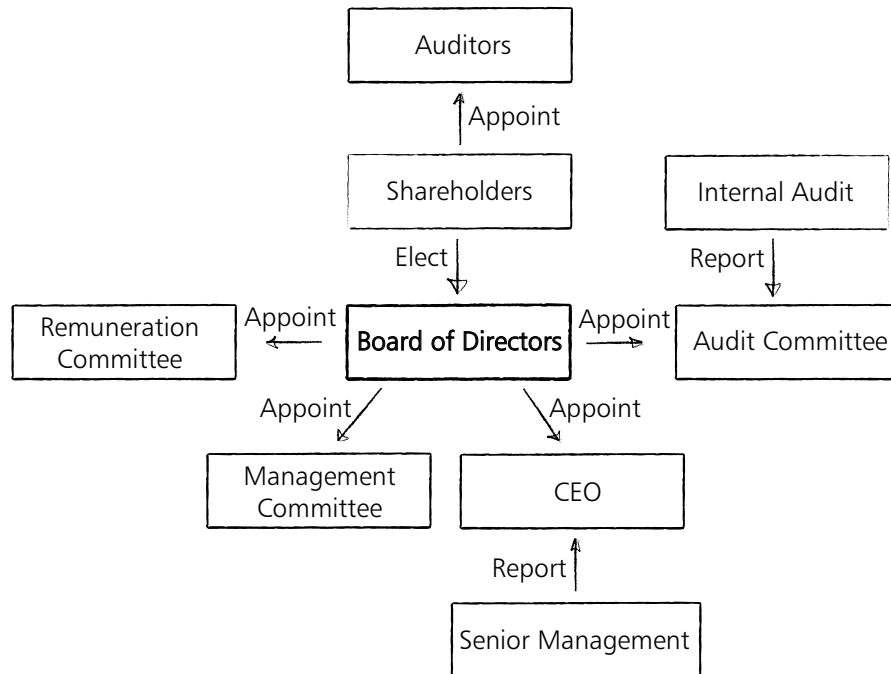 Auditors
Appoint
Shareholders
Internal Audit
Elect
Report
Remuneration
Committee
Appoint
Board of Directors
Appoint
Audit Committee
Appoint
Appoint
Management
Committee
CEO
Report
Senior Management